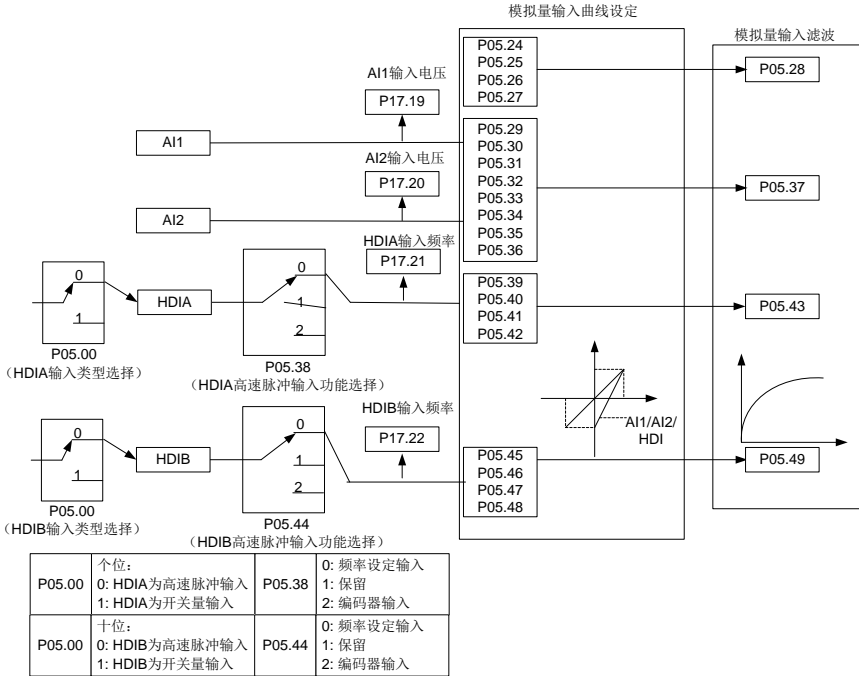 模拟量输入曲线设定
模拟量输入滤波
P05.24
P05.25
P05.26
P05.27
P05.28
AI1输入电压
P17.19
AI1
P05.29
P05.30
P05.31
P05.32
P05.33
P05.34
P05.35
P05.36
P05.37
AI2输入电压
P17.20
AI2
HDIA输入频率
P17.21
0
1
P05.00
（HDIA输入类型选择）
HDIA
0
1
2
P05.38
（HDIA高速脉冲输入功能选择）
P05.39
P05.40
P05.41
P05.42
P05.43
AI1/AI2/
HDI
HDIB输入频率
P17.22
0
1
P05.00
（HDIB输入类型选择）
HDIB
0
1
2
P05.44
（HDIB高速脉冲输入功能选择）
P05.45
P05.46
P05.47
P05.48
P05.49
P05.00
个位：
0: HDIA为高速脉冲输入
1: HDIA为开关量输入
P05.38
0: 频率设定输入
1: 保留
2: 编码器输入
P05.00
十位：
0: HDIB为高速脉冲输入
1: HDIB为开关量输入
P05.44
0: 频率设定输入
1: 保留
2: 编码器输入